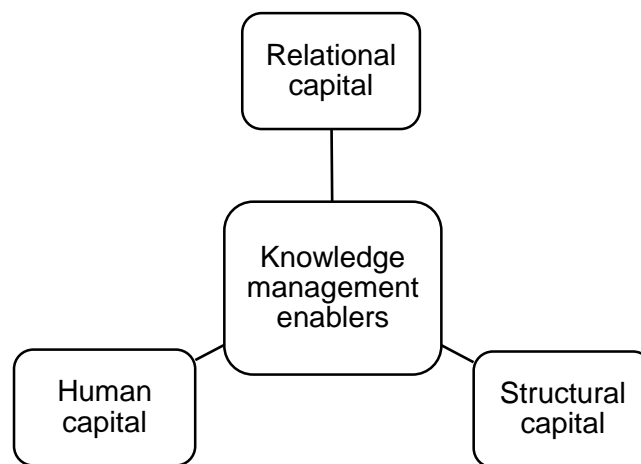 Relational
capital
Knowledge
management
enablers
Human
capital
Structural
capital